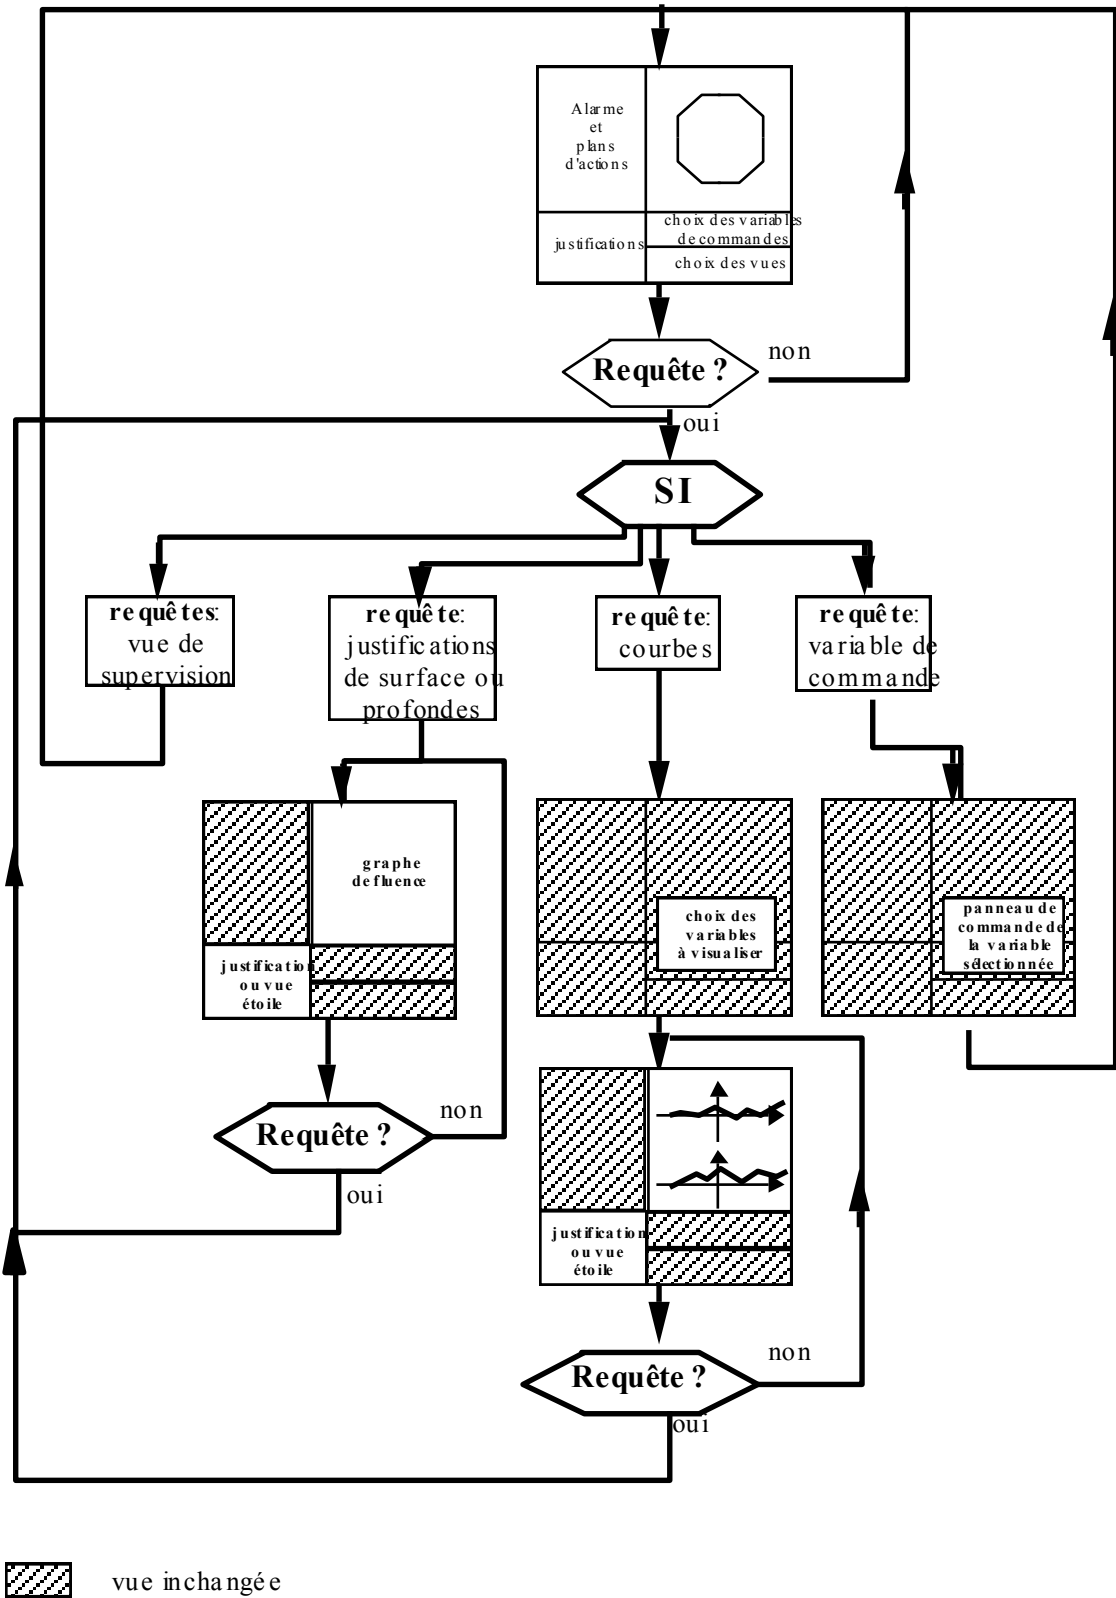 Alarme
et
plans
d'actions
justifications
choix des variables
de commandes
choix des vues
Requête ?
non
oui
SI
requêtes:
vue de
supervision
requête:
justifications
de surface ou
profondes
requête:
courbes
requête:
variable de
commande
graphe
de fluence
justification
ou vue
étoile
choix des
variables
à visualiser
panneau de
commande de
la variable
sélectionnée
Requête ?
non
oui
justification
ou vue
étoile
Requête ?
non
oui
vue inchangée